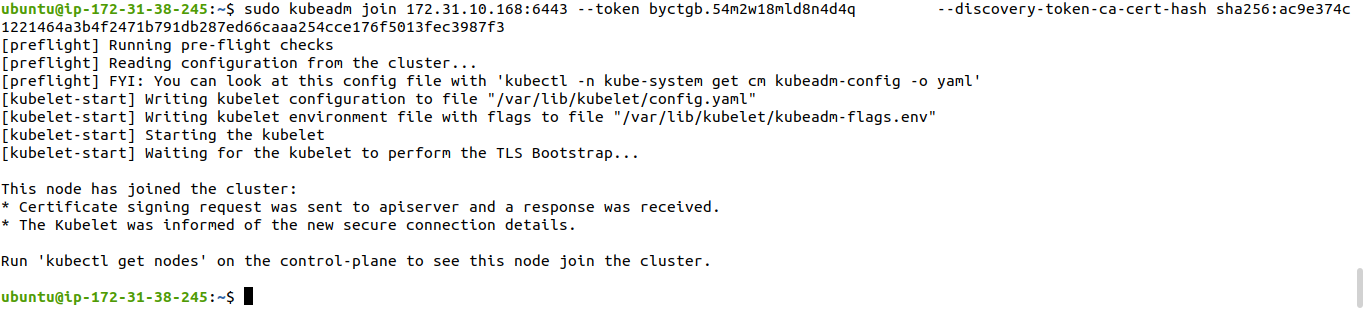 ubuntu@ip-172-31-38-245:~$ sudo kubeadm join 172.31.10.168:6443 --token byctgb.54m2w18mld8n4d4q         --discovery-token-ca-cert-hash sha256:ac9e374c
1221464a3b4f2471b791db287ed66caaa254cce176f5013fec3987f3
[preflight] Running pre-flight checks
[preflight] Reading configuration from the cluster...
[preflight] FYI: You can look at this config file with 'kubectl -n kube-system get cm kubeadm-config -o yaml'
[kubelet-start] Writing kubelet configuration to file "/var/lib/kubelet/config.yaml"
[kubelet-start] Writing kubelet environment file with flags to file "/var/lib/kubelet/kubeadm-flags.env"
[kubelet-start] Starting the kubelet
[kubelet-start] Waiting for the kubelet to perform the TLS Bootstrap...

This node has joined the cluster:
* Certificate signing request was sent to apiserver and a response was received.
* The Kubelet was informed of the new secure connection details.

Run 'kubectl get nodes' on the control-plane to see this node join the cluster.

ubuntu@ip-172-31-38-245:~$